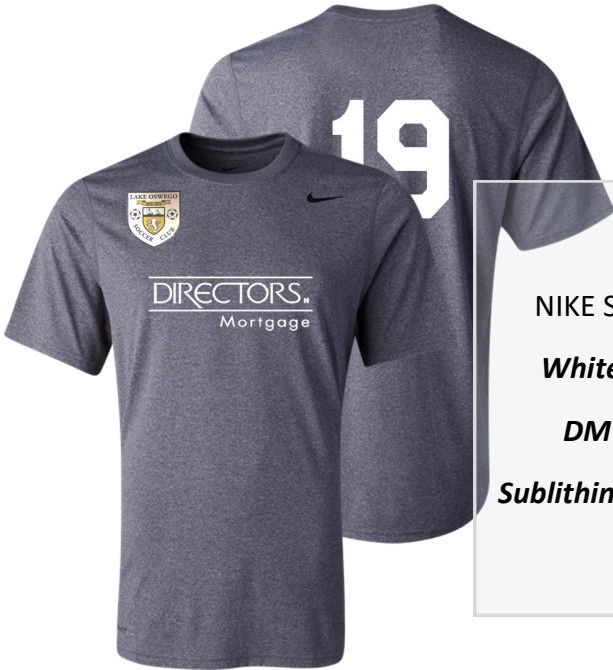 19
LAKE OSWEGO
SOCCER CLUB
DIRECTORS
Mortgage
NIKE S
White
DM
Sublithin